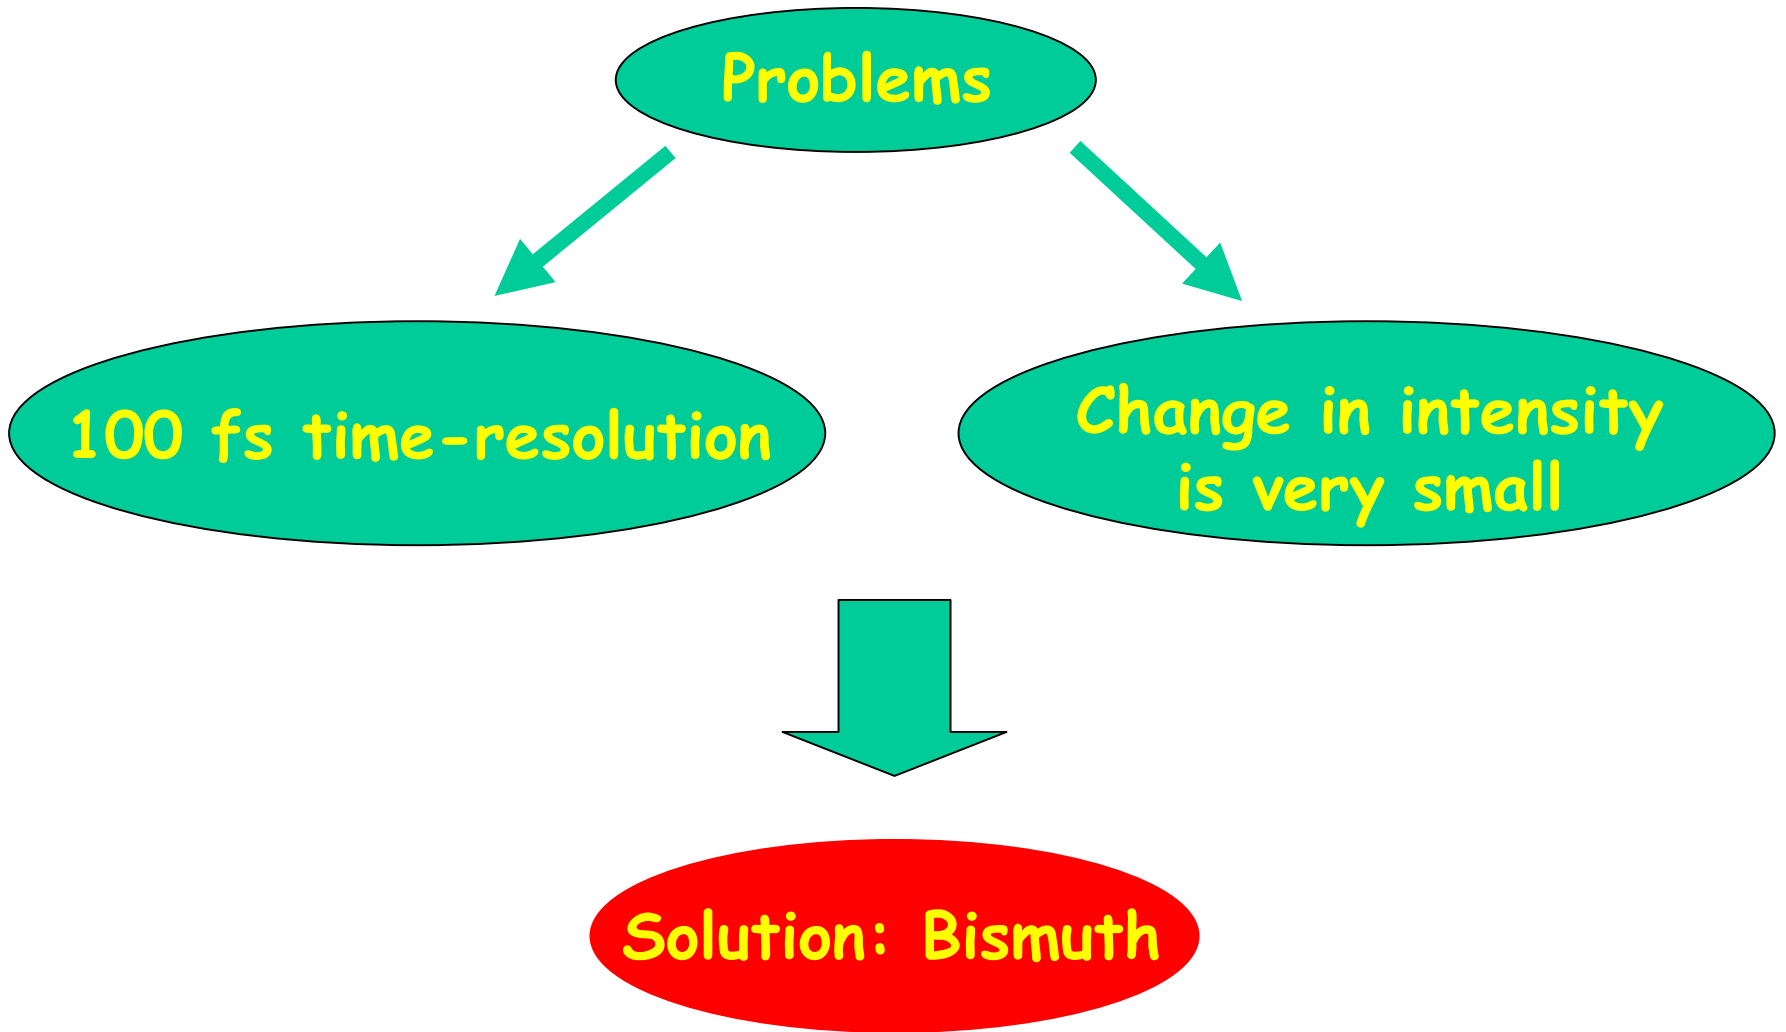 Problems
100 fs time-resolution
Change in intensity
is very small
Solution: Bismuth